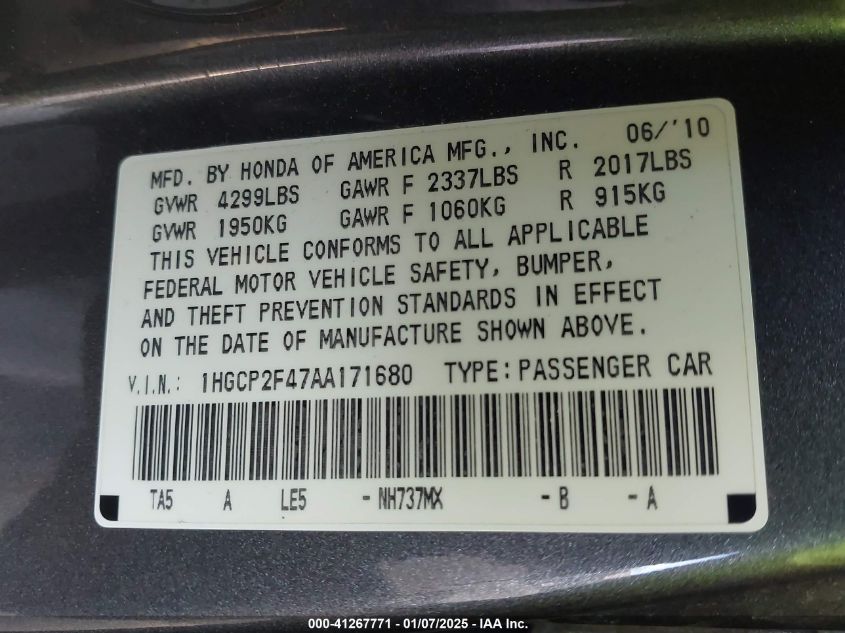 MFD. BY HONDA OF AMERICA MFG., INC. 06/'10
GVWR 4299LBS GAWR F 2337LBS R 2017LBS
GVWR 1950KG GAWR F 1060KG R 915KG
THIS VEHICLE CONFORMS TO ALL APPLICABLE
FEDERAL MOTOR VEHICLE SAFETY, BUMPER,
AND THEFT PREVENTION STANDARDS IN EFFECT
ON THE DATE OF MANUFACTURE SHOWN ABOVE.
V.I.N.: 1HGCP2F47AA171680 TYPE: PASSENGER CAR
TA5 A LE5 - NH737MX - B - A
000-41267771 - 01/07/2025 - IAA Inc.